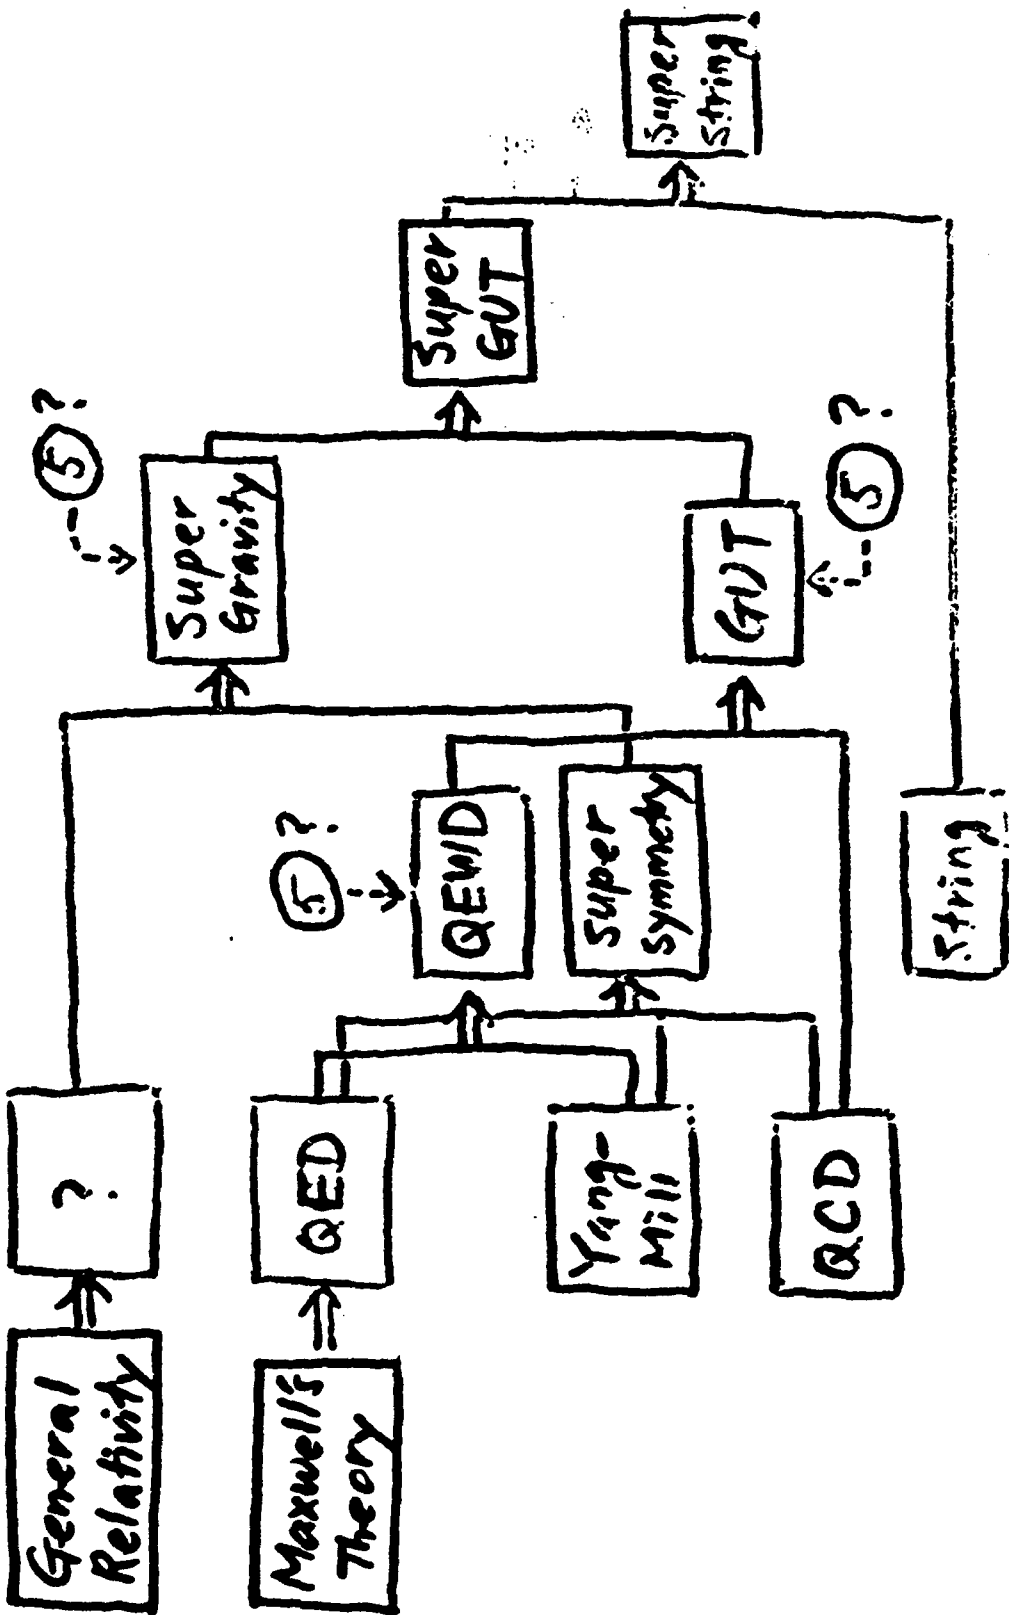 General
Relativity
?
Maxwell's
Theory
QED
Yang-
Mill
QCD
5 ?
QEWD
Super
symmetry
String
5 ?
Super
Gravity
GUT
5 ?
Super
GUT
Super
String